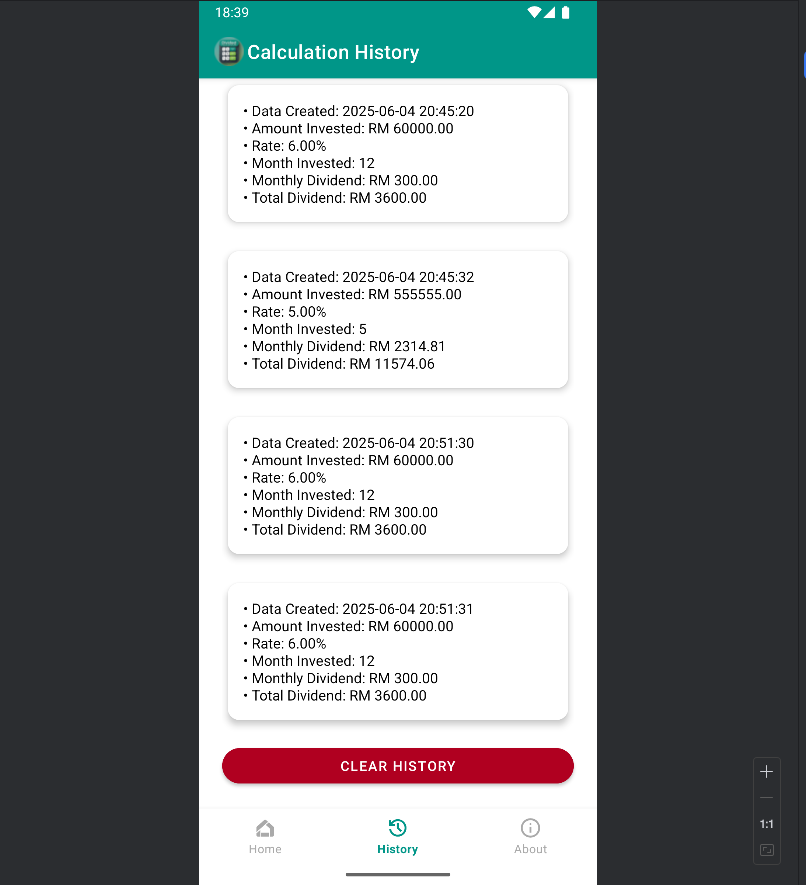 18:39
Calculation History
• Data Created: 2025-06-04 20:45:20
• Amount Invested: RM 60000.00
• Rate: 6.00%
• Month Invested: 12
• Monthly Dividend: RM 300.00
• Total Dividend: RM 3600.00
• Data Created: 2025-06-04 20:45:32
• Amount Invested: RM 555555.00
• Rate: 5.00%
• Month Invested: 5
• Monthly Dividend: RM 2314.81
• Total Dividend: RM 11574.06
• Data Created: 2025-06-04 20:51:30
• Amount Invested: RM 60000.00
• Rate: 6.00%
• Month Invested: 12
• Monthly Dividend: RM 300.00
• Total Dividend: RM 3600.00
• Data Created: 2025-06-04 20:51:31
• Amount Invested: RM 60000.00
• Rate: 6.00%
• Month Invested: 12
• Monthly Dividend: RM 300.00
• Total Dividend: RM 3600.00
CLEAR HISTORY
1:1
Home History About